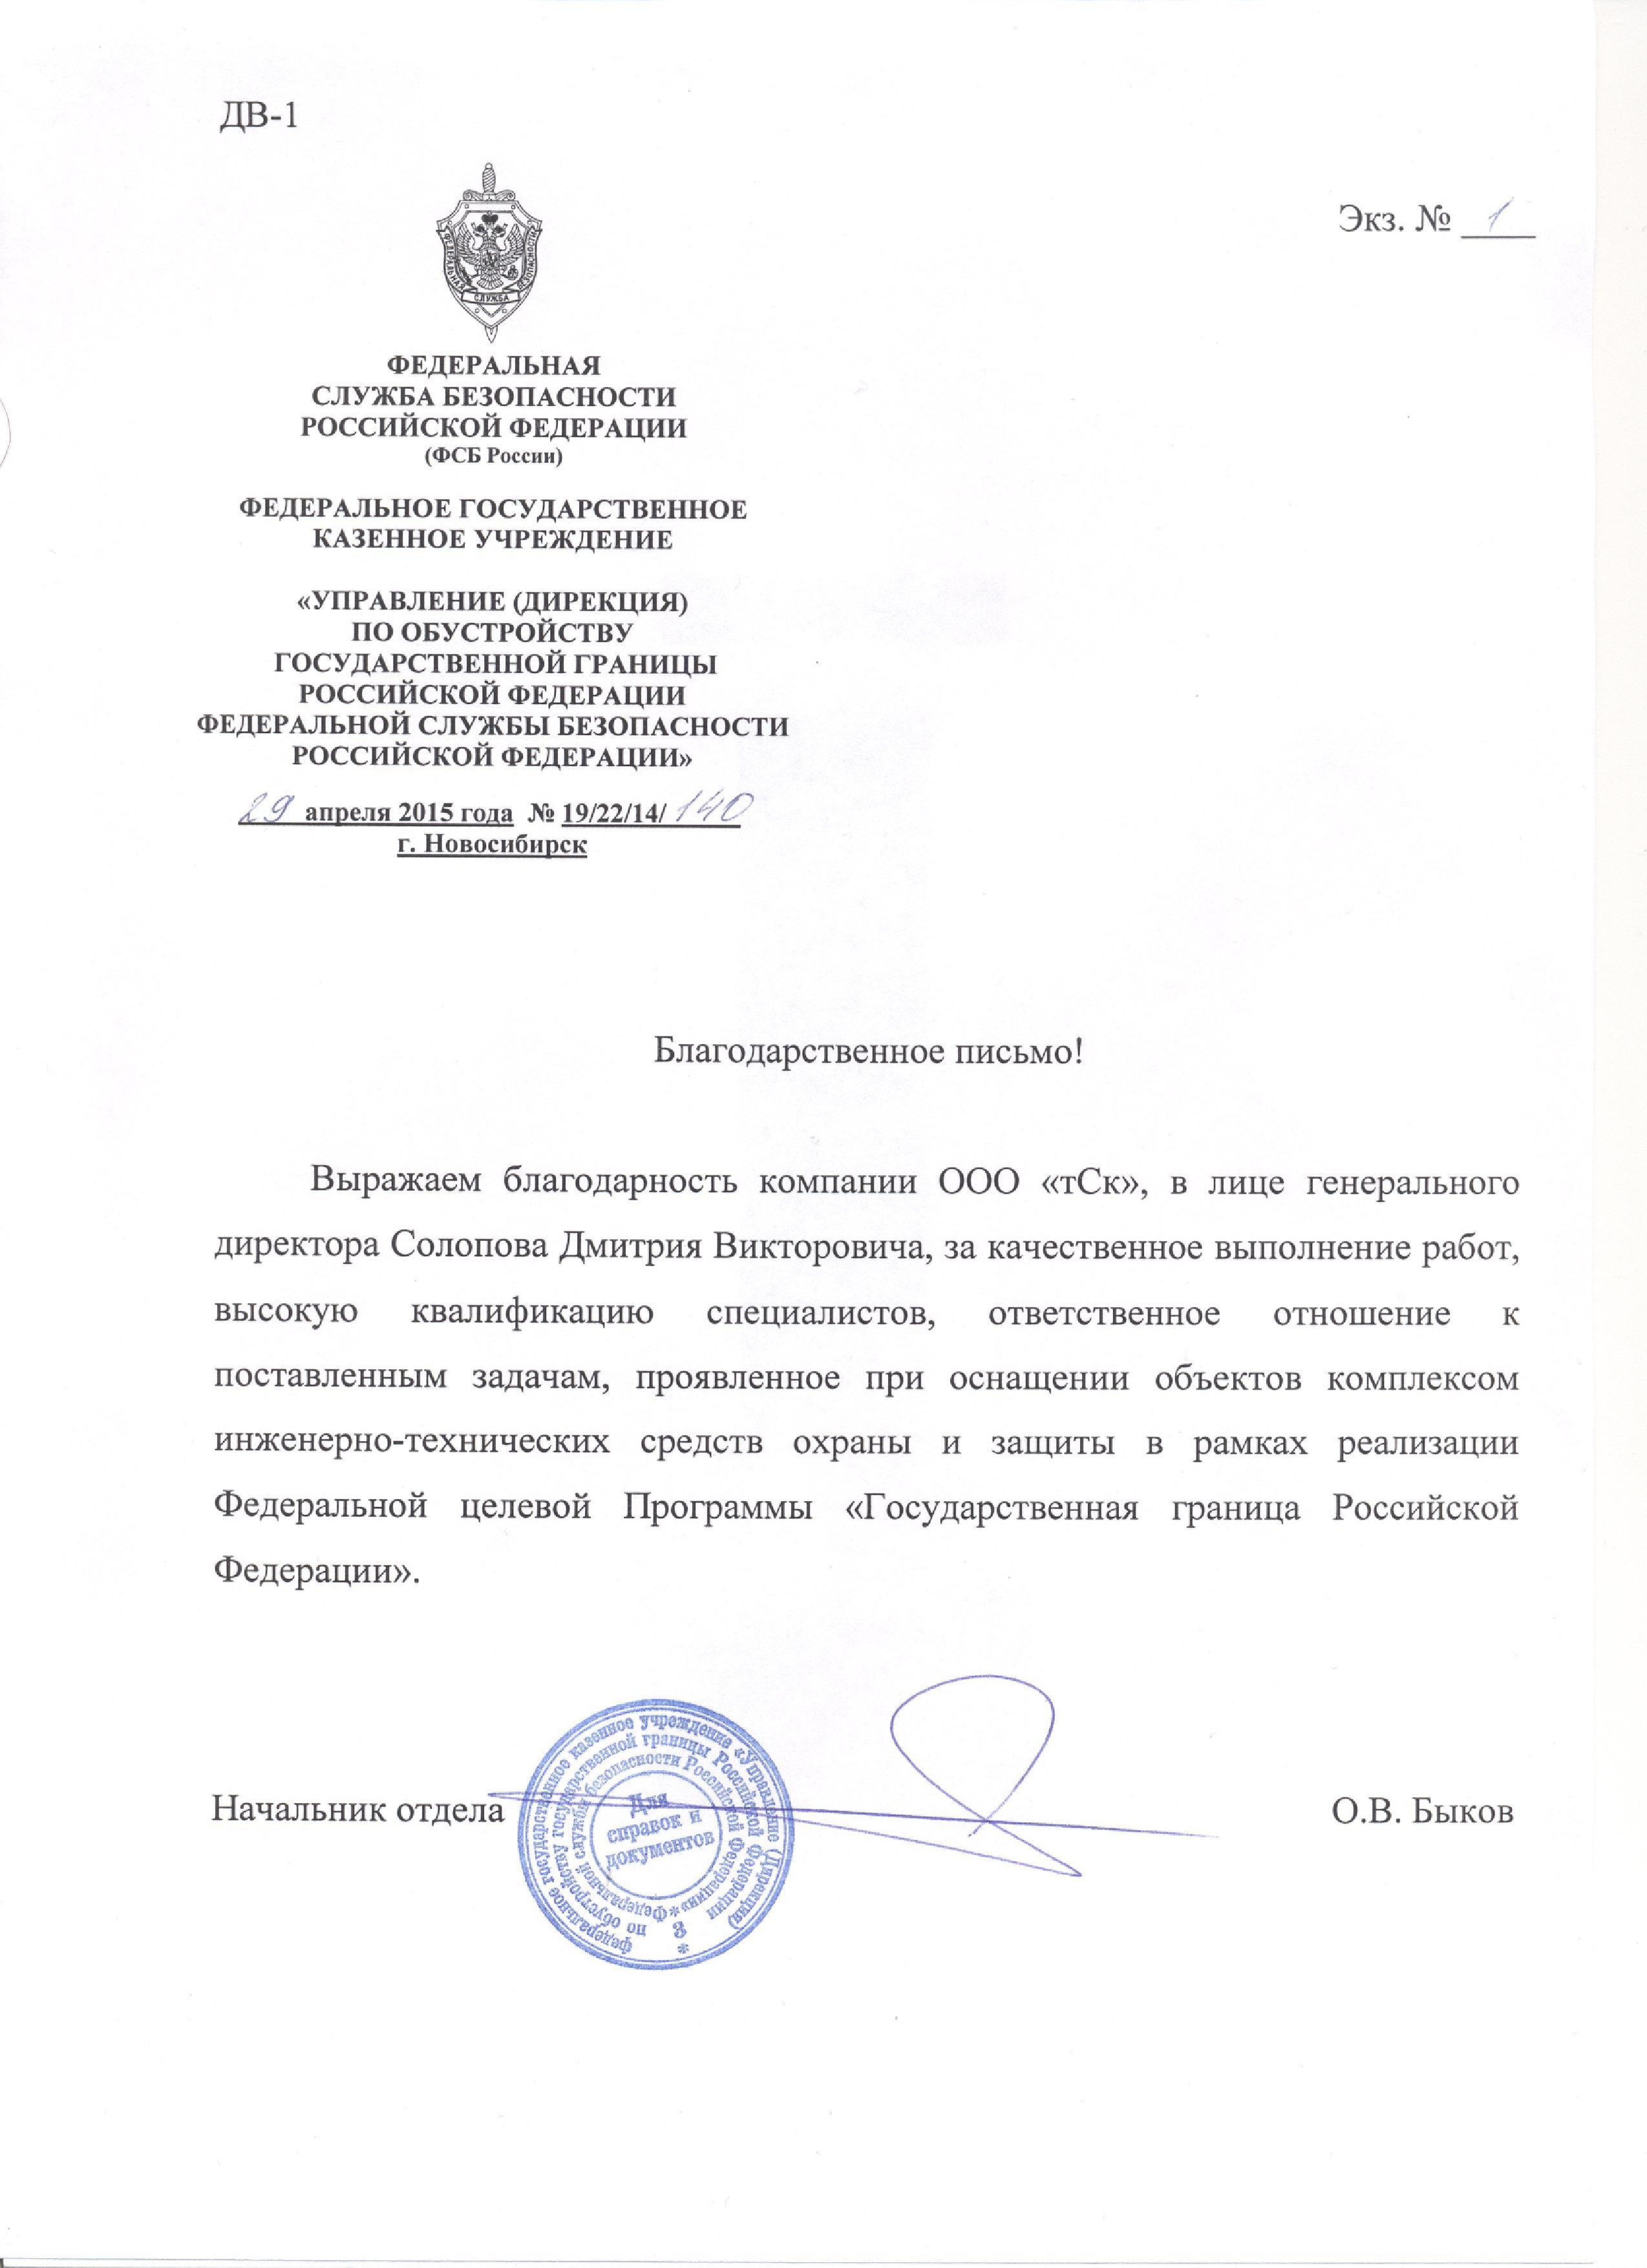 ДВ-1
Экз. № 1
ФЕДЕРАЛЬНАЯ
СЛУЖБА
БЕЗОПАСНОСТИ
ФЕДЕРАЛЬНАЯ
СЛУЖБА БЕЗОПАСНОСТИ
РОССИЙСКОЙ ФЕДЕРАЦИИ
(ФСБ России)
ФЕДЕРАЛЬНОЕ ГОСУДАРСТВЕННОЕ
КАЗЕННОЕ УЧРЕЖДЕНИЕ
«УПРАВЛЕНИЕ (ДИРЕКЦИЯ)
ПО ОБУСТРОЙСТВУ
ГОСУДАРСТВЕННОЙ ГРАНИЦЫ
РОССИЙСКОЙ ФЕДЕРАЦИИ
ФЕДЕРАЛЬНОЙ СЛУЖБЫ БЕЗОПАСНОСТИ
РОССИЙСКОЙ ФЕДЕРАЦИИ»
29 апреля 2015 года № 19/22/14/ 140
г. Новосибирск
Благодарственное письмо!
Выражаем благодарность компании ООО «тСк», в лице генерального
директора Солопова Дмитрия Викторовича, за качественное выполнение работ,
высокую квалификацию специалистов, ответственное отношение к
поставленным задачам, проявленное при оснащении объектов комплексом
инженерно-технических средств охраны и защиты в рамках реализации
Федеральной целевой Программы «Государственная граница Российской
Федерации».
Начальник отдела
О.В. Быков
федеральное государственное казенное учреждение «Управление (Дирекция)
по обустройству государственной границы Российской Федерации
Федеральной службы безопасности Российской Федерации»
*
3
*
Для
справок и
документов